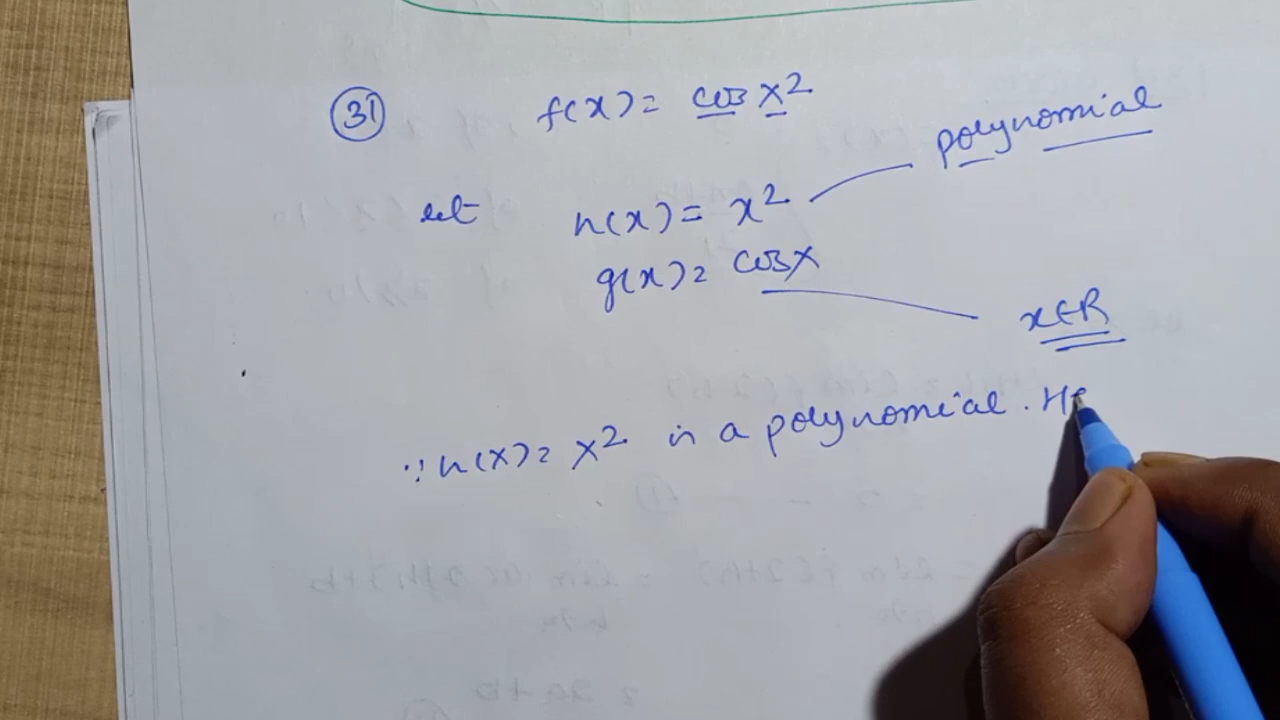 31 f(x) = cos x²
polynomial
let h(x) = x²
g(x) = cos x
x ∈ R
∵ h(x) = x² is a polynomial. He